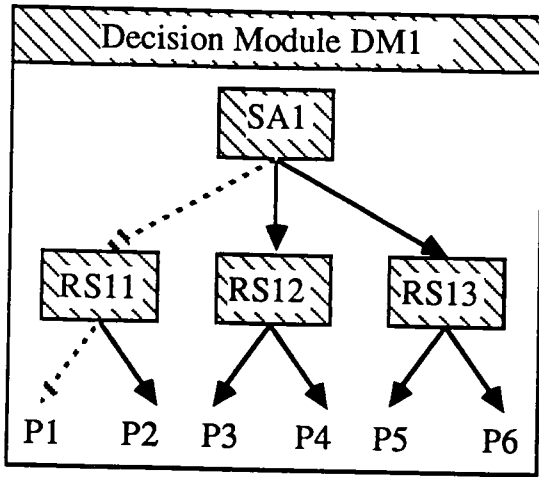 Decision Module DM1
SA1
RS11 RS12 RS13
P1 P2 P3 P4 P5 P6